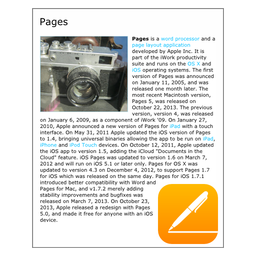 Pages
Pages is a word processor and a
page layout application
developed by Apple Inc. It is
part of the iWork productivity
suite and runs on the OS X and
iOS operating systems. The first
version of Pages was announced
on January 11, 2005, and was
released one month later. The
most recent Macintosh version,
Pages 5, was released on
October 22, 2013. The previous
version, version 4, was released
on January 6, 2009, as a component of iWork '09. On January 27,
2010, Apple announced a new version of Pages for iPad with a touch
interface. On May 31, 2011 Apple updated the iOS version of Pages
to 1.4, bringing universal binaries allowing the app to be run on iPad,
iPhone and iPod Touch devices. On October 12, 2011, Apple updated
the iOS app to version 1.5, adding the iCloud "Documents in the
Cloud" feature. iOS Pages was updated to version 1.6 on March 7,
2012 and will run on iOS 5.1 or later only. Pages for OS X was
updated to version 4.3 on December 4, 2012, to support Pages 1.7
for iOS which was released on the same day. Pages for iOS 1.7.1
introduced better compatibility with Word and
Pages for Mac, and v1.7.2 merely adding
stability improvements and bugfixes was
released on March 7, 2013. On October 23,
2013, Apple released a redesign with Pages
5.0, and made it free for anyone with an iOS
device.